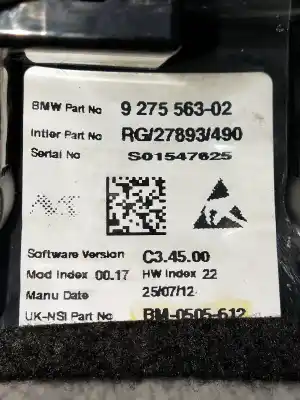 BMW Part No 9 275 563-02
Intier Part No RG/27893/490
Serial No S01547625
Software Version C3.45.00
Mod Index 00.17 HW Index 22
Manu Date 25/07/12
UK-NSI Part No BM-0505-612